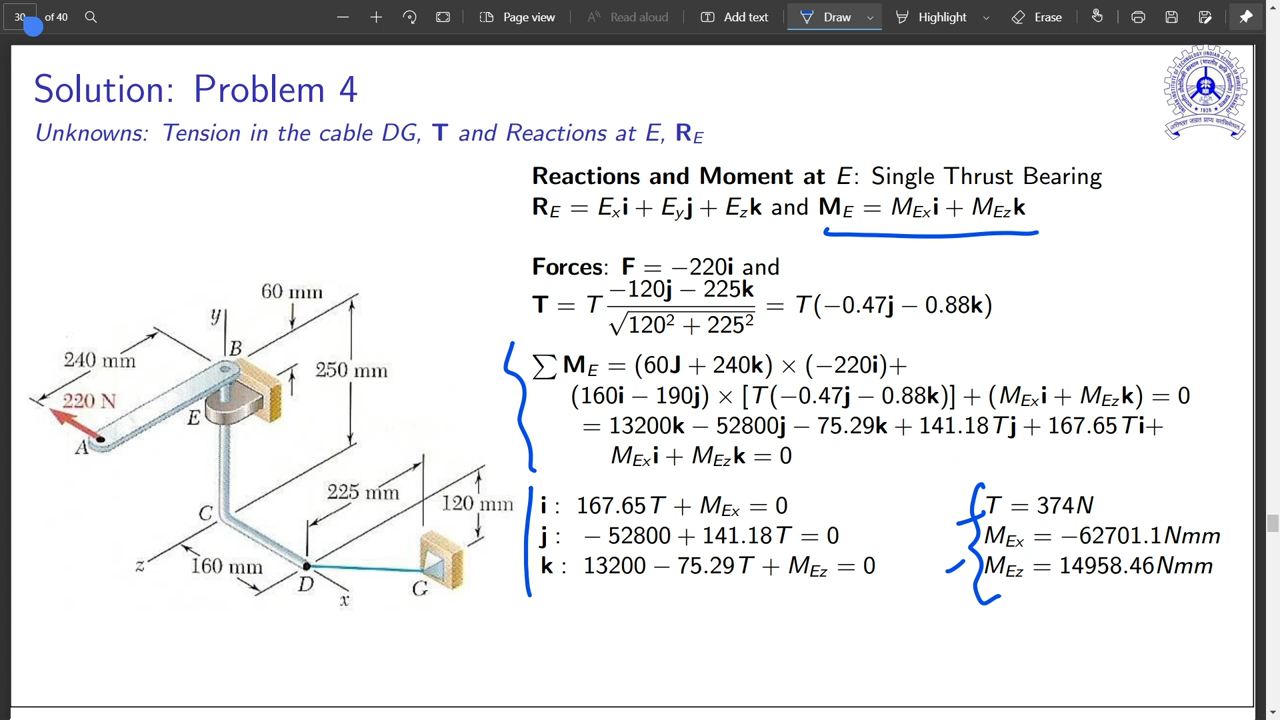 30 of 40 Page view Read aloud Add text Draw Highlight Erase
Solution: Problem 4
Unknowns: Tension in the cable DG, T and Reactions at E, R_E
Reactions and Moment at E: Single Thrust Bearing
R_E = E_x i + E_y j + E_z k and M_E = M_Ex i + M_Ez k
Forces: F = −220i and
T = T (−120j − 225k)/√(120² + 225²) = T(−0.47j − 0.88k)
∑ M_E = (60J + 240k) × (−220i)+
(160i − 190j) × [T(−0.47j − 0.88k)] + (M_Ex i + M_Ez k) = 0
= 13200k − 52800j − 75.29k + 141.18Tj + 167.65Ti+
M_Ex i + M_Ez k = 0
i : 167.65T + M_Ex = 0
j : − 52800 + 141.18T = 0
k : 13200 − 75.29T + M_Ez = 0
T = 374N
M_Ex = −62701.1Nmm
M_Ez = 14958.46Nmm
60 mm
y
B
240 mm
250 mm
220 N
E
A
225 mm
120 mm
C
z
160 mm
D
x
G